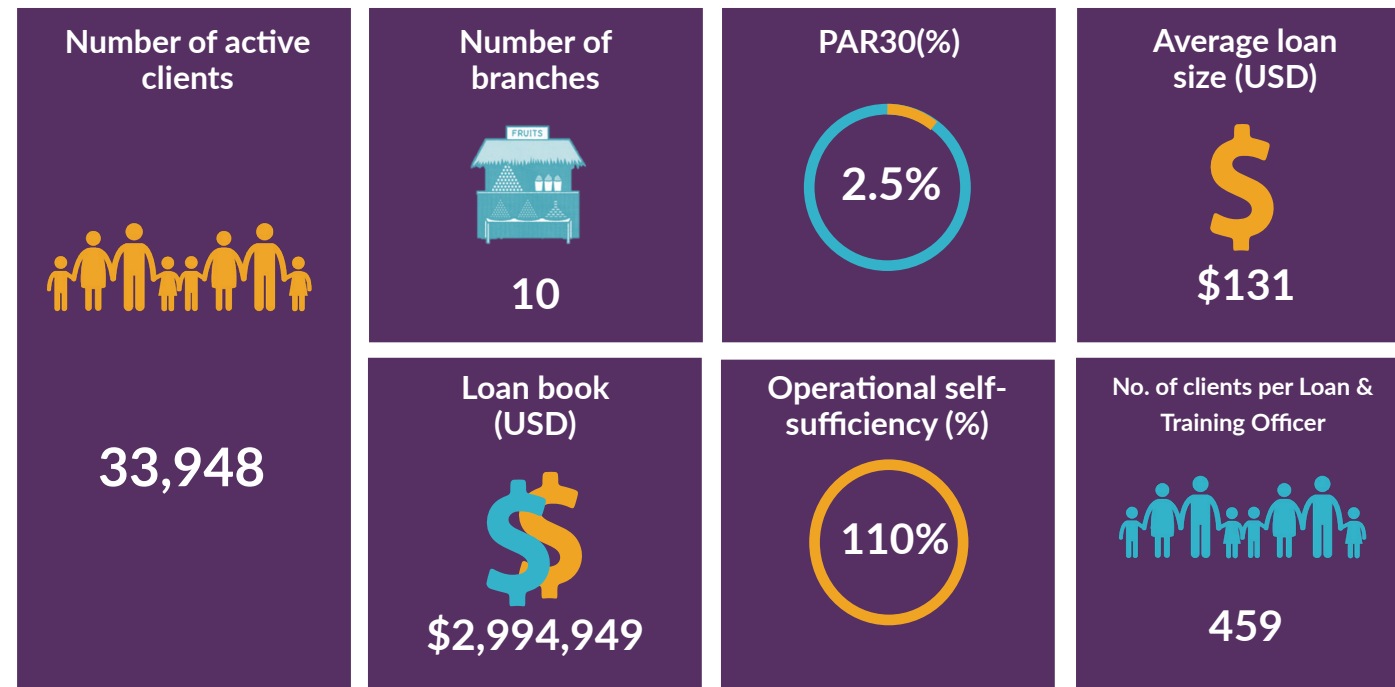 Number of active
clients
33,948
Number of
branches
FRUITS
10
PAR30(%)
2.5%
Average loan
size (USD)
$131
Loan book
(USD)
$2,994,949
Operational self-
sufficiency (%)
110%
No. of clients per Loan &
Training Officer
459